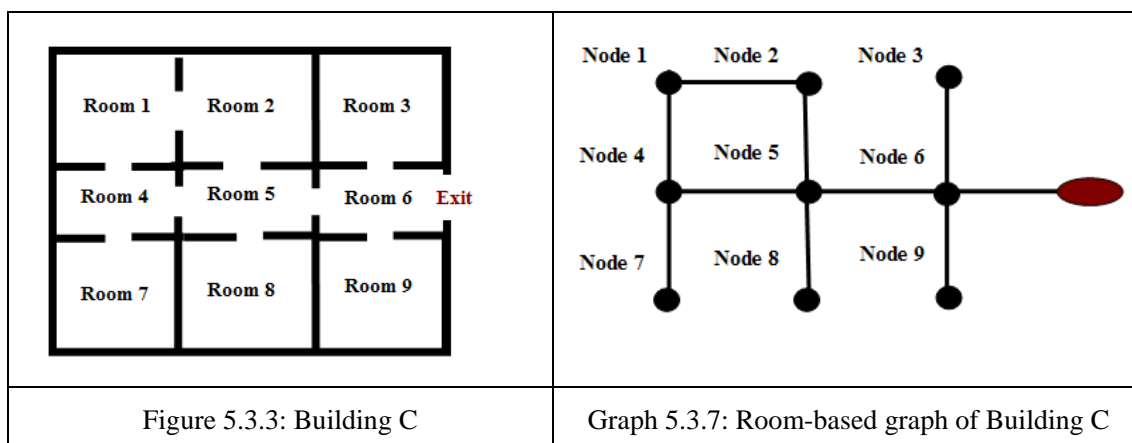 Room 1
Room 2
Room 3
Room 4
Room 5
Room 6
Exit
Room 7
Room 8
Room 9
Node 1
Node 2
Node 3
Node 4
Node 5
Node 6
Node 7
Node 8
Node 9
Figure 5.3.3: Building C
Graph 5.3.7: Room-based graph of Building C